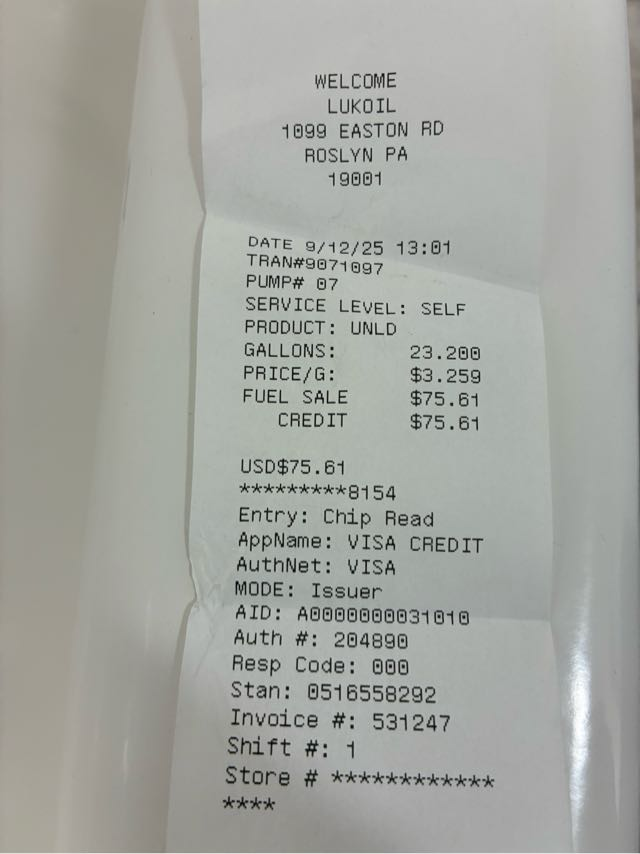 WELCOME
LUKOIL
1099 EASTON RD
ROSLYN PA
19001
DATE 9/12/25 13:01
TRAN#9071097
PUMP# 07
SERVICE LEVEL: SELF
PRODUCT: UNLD
GALLONS: 23.200
PRICE/G: $3.259
FUEL SALE $75.61
CREDIT $75.61
USD$75.61
*********8154
Entry: Chip Read
AppName: VISA CREDIT
AuthNet: VISA
MODE: Issuer
AID: A0000000031010
Auth #: 204890
Resp Code: 000
Stan: 0516558292
Invoice #: 531247
Shift #: 1
Store # ************
****